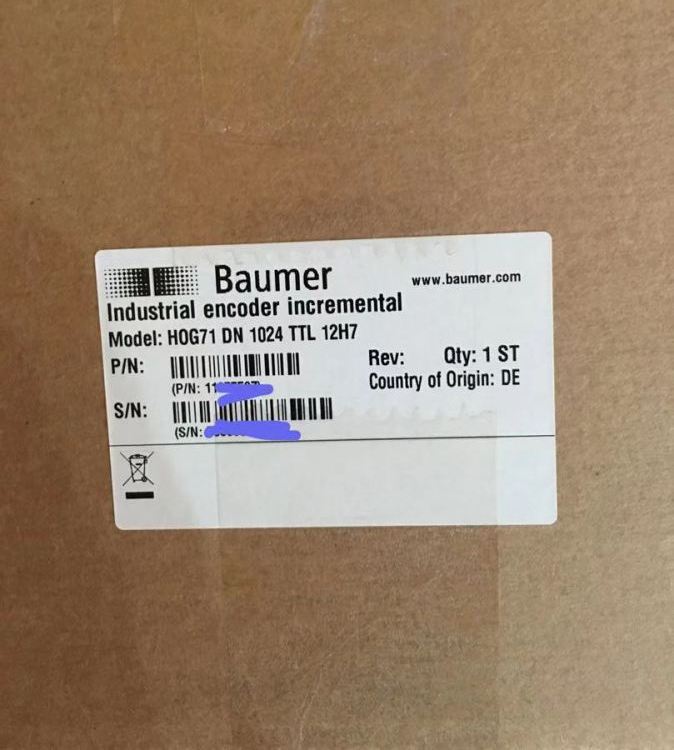 Baumer
www.baumer.com
Industrial encoder incremental
Model: HOG71 DN 1024 TTL 12H7
P/N:
Rev: Qty: 1 ST
(P/N: 11
Country of Origin: DE
S/N:
(S/N: